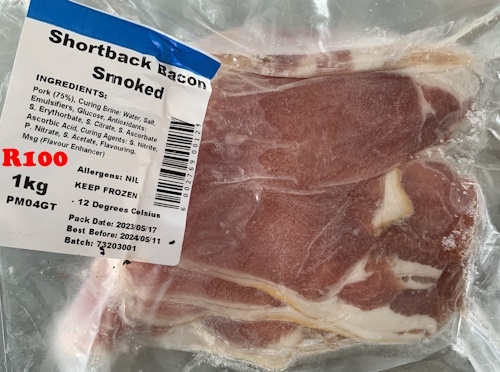 Shortback Bacon
Smoked
INGREDIENTS:
Pork (75%), Curing Brine: Water, Salt,
Emulsifiers, Glucose, Antioxidants:
S. Erythorbate, S. Citrate, S. Ascorbate
Ascorbic Acid, Curing Agents: S. Nitrite,
P. Nitrate, S. Acetate, Flavouring,
Msg (Flavour Enhancer)
R100
1kg
PM04GT
Allergens: NIL
KEEP FROZEN
- 12 Degrees Celsius
Pack Date: 2023/05/17
Best Before: 2024/05/11
Batch: 73203001